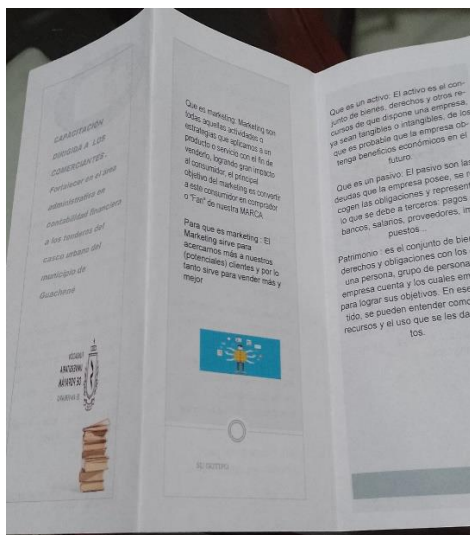 CAPACITACIÓN
DIRIGIDA A LOS
COMERCIANTES.
Fortalecer en el área
administrativa en
contabilidad financiera
a los tenderos del
casco urbano del
municipio de
Guachené
FUNDACIÓN
UNIVERSITARIA
DE POPAYÁN
Que es marketing: Marketing son
todas aquellas actividades o
estrategias que aplicamos a un
producto o servicio con el fin de
venderlo, logrando gran impacto
al consumidor, el principal
objetivo del marketing es convertir
a este consumidor en comprador
o "Fan" de nuestra MARCA.
Para que es marketing : El
Marketing sirve para
acercarnos más a nuestros
(potenciales) clientes y por lo
tanto sirve para vender más y
mejor
Que es un activo: El activo es el con-
junto de bienes, derechos y otros re-
cursos de que dispone una empresa,
ya sean tangibles o intangibles, de los
que es probable que la empresa ob-
tenga beneficios económicos en el
futuro.
Que es un pasivo: El pasivo son las
deudas que la empresa posee, se r
cogen las obligaciones y represen
lo que se debe a terceros: pagos
bancos, salarios, proveedores, im
puestos...
Patrimonio : es el conjunto de bie
derechos y obligaciones con los
una persona, grupo de persona
empresa cuenta y los cuales em
para lograr sus objetivos. En ese
tido, se pueden entender como
recursos y el uso que se les da
tos.